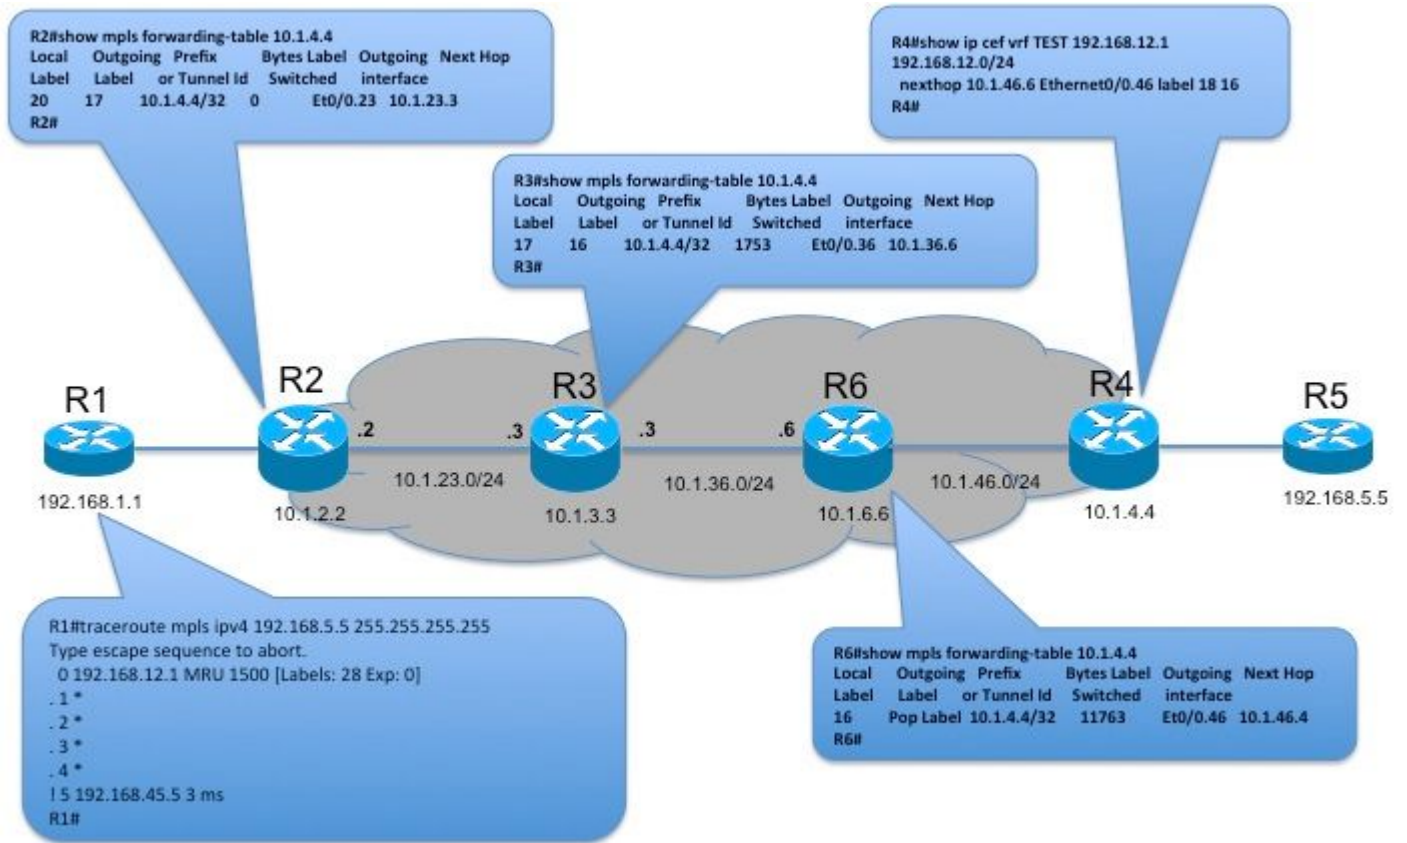 R2#show mpls forwarding-table 10.1.4.4
Local Outgoing Prefix Bytes Label Outgoing Next Hop
Label Label or Tunnel Id Switched interface
20 17 10.1.4.4/32 0 Et0/0.23 10.1.23.3
R2#
R4#show ip cef vrf TEST 192.168.12.1
192.168.12.0/24
nexthop 10.1.46.6 Ethernet0/0.46 label 18 16
R4#
R3#show mpls forwarding-table 10.1.4.4
Local Outgoing Prefix Bytes Label Outgoing Next Hop
Label Label or Tunnel Id Switched interface
17 16 10.1.4.4/32 1753 Et0/0.36 10.1.36.6
R3#
R1
R2
R3
R6
R4
R5
.2
.3
.3
.6
10.1.23.0/24
10.1.36.0/24
10.1.46.0/24
192.168.1.1
10.1.2.2
10.1.3.3
10.1.6.6
10.1.4.4
192.168.5.5
R1#traceroute mpls ipv4 192.168.5.5 255.255.255.255
Type escape sequence to abort.
0 192.168.12.1 MRU 1500 [Labels: 28 Exp: 0]
. 1 *
. 2 *
. 3 *
. 4 *
! 5 192.168.45.5 3 ms
R1#
R6#show mpls forwarding-table 10.1.4.4
Local Outgoing Prefix Bytes Label Outgoing Next Hop
Label Label or Tunnel Id Switched interface
16 Pop Label 10.1.4.4/32 11763 Et0/0.46 10.1.46.4
R6#